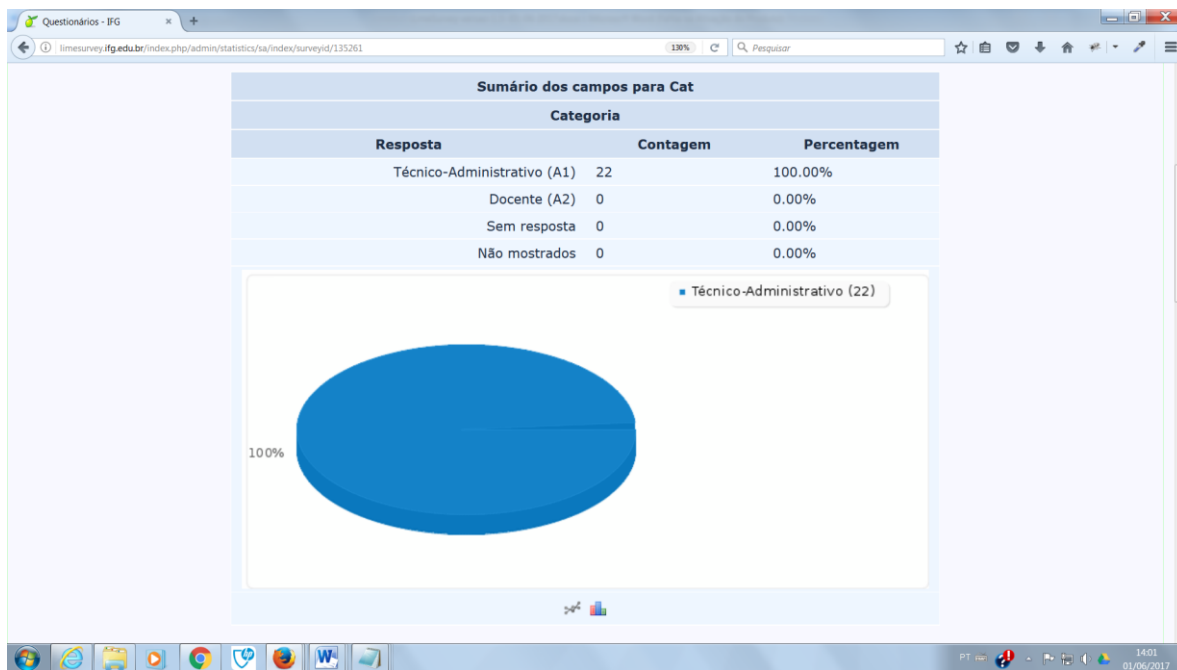 Questionários - IFG
limesurvey.ifg.edu.br/index.php/admin/statistics/sa/index/surveyid/135261
130%
Pesquisar
Sumário dos campos para Cat
Categoria
Resposta Contagem Percentagem
Técnico-Administrativo (A1) 22 100.00%
Docente (A2) 0 0.00%
Sem resposta 0 0.00%
Não mostrados 0 0.00%
Técnico-Administrativo (22)
100%
PT
14:01
01/06/2017